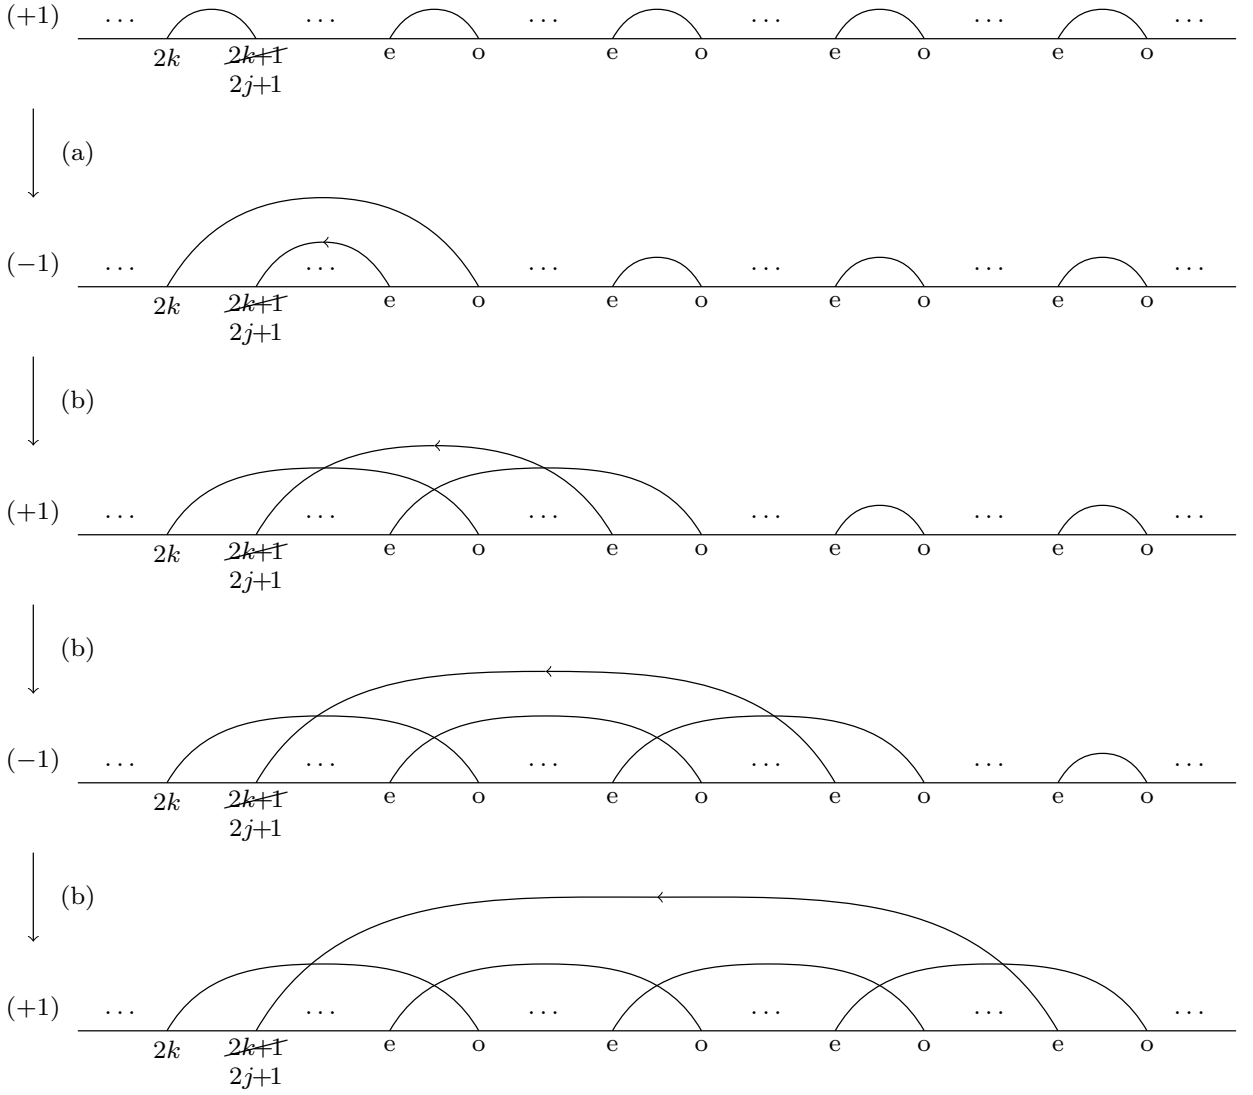 (+1) ... ... ... ... ... ...
2k 2k+1 e o e o e o e o
2j+1
(a)
(−1) ... ... ... ... ... ...
2k 2k+1 e o e o e o e o
2j+1
(b)
(+1) ... ... ... ... ... ...
2k 2k+1 e o e o e o e o
2j+1
(b)
(−1) ... ... ... ... ... ...
2k 2k+1 e o e o e o e o
2j+1
(b)
(+1) ... ... ... ... ... ...
2k 2k+1 e o e o e o e o
2j+1